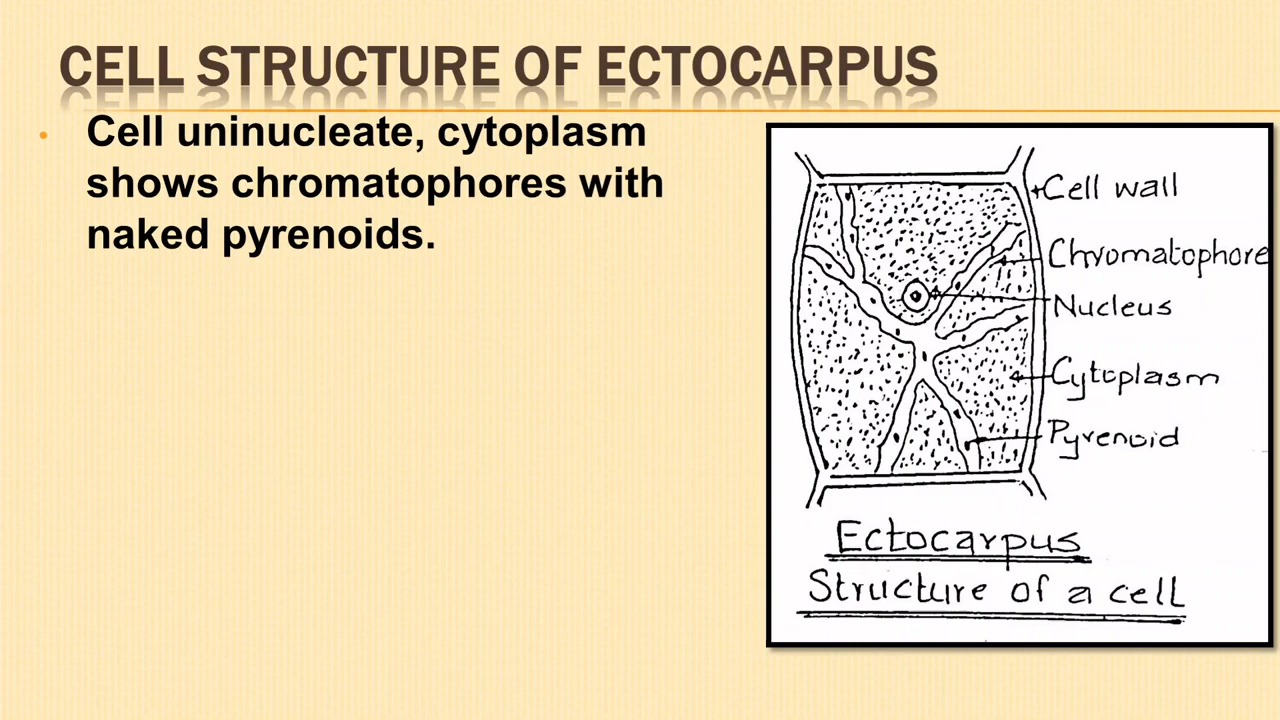 CELL STRUCTURE OF ECTOCARPUS
• Cell uninucleate, cytoplasm
shows chromatophores with
naked pyrenoids.
Cell wall
Chromatophore
Nucleus
Cytoplasm
Pyrenoid
Ectocarpus
Structure of a cell